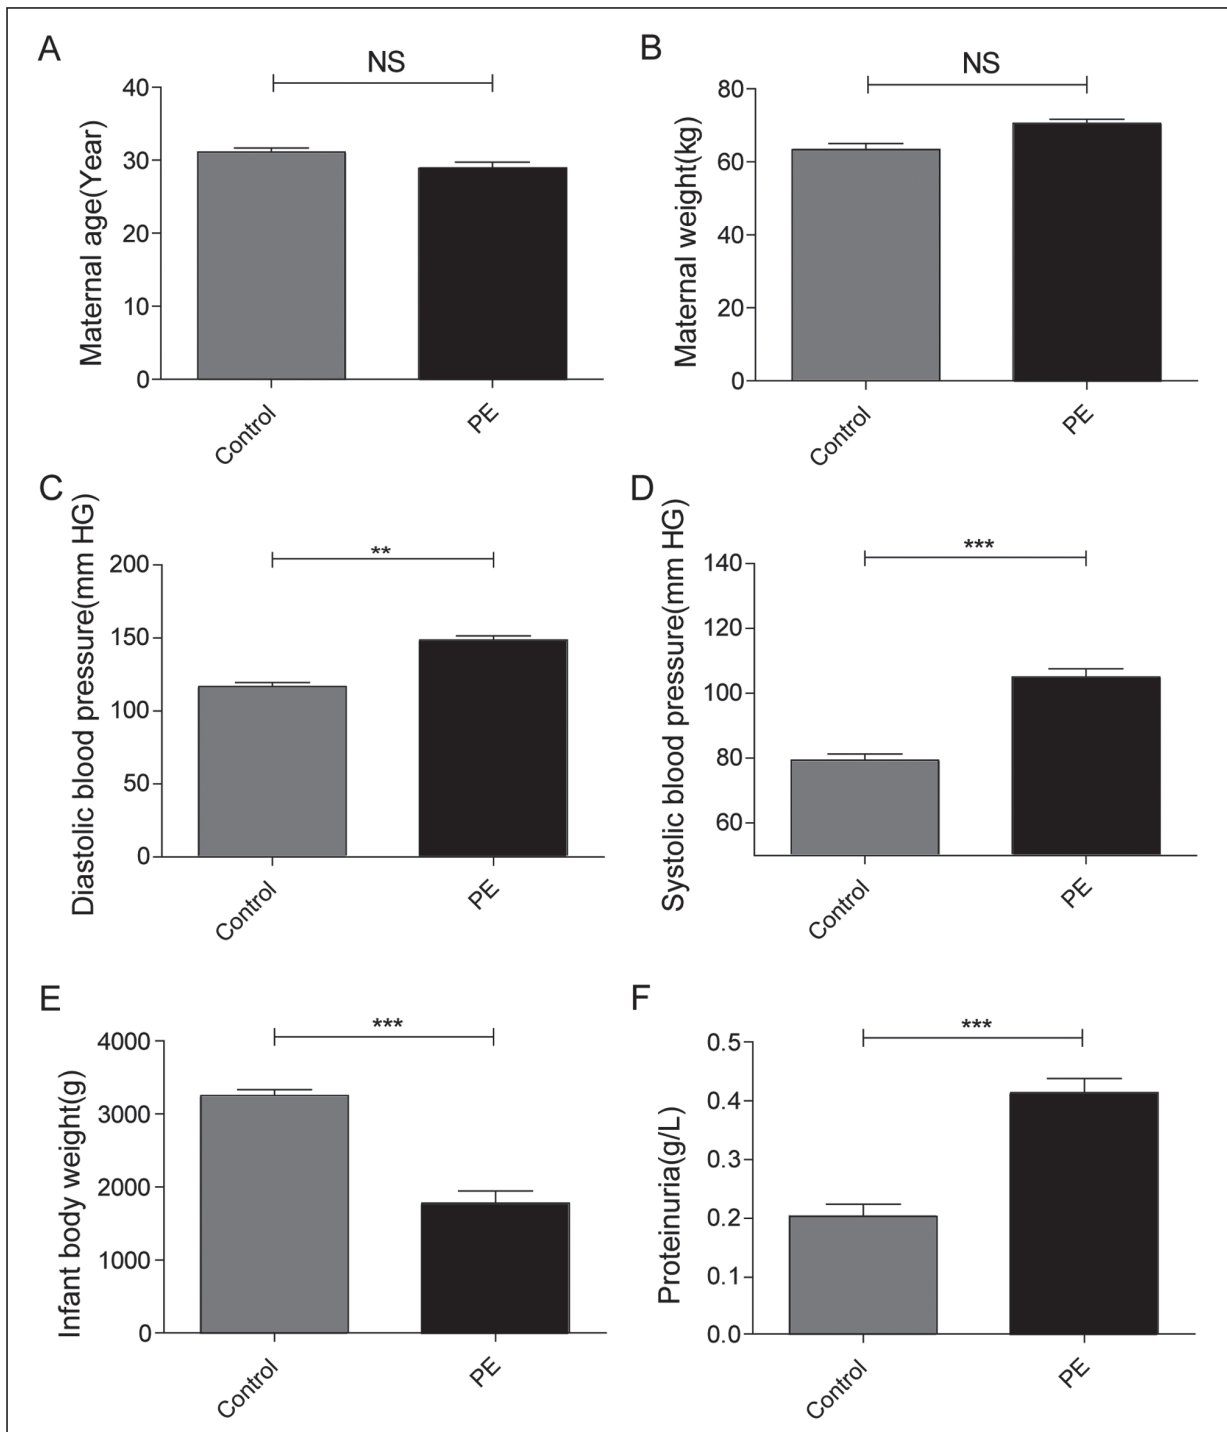 A
NS
Maternal age(Year)
40
30
20
10
0
Control
PE
B
NS
Maternal weight(kg)
80
60
40
20
0
Control
PE
C
**
Diastolic blood pressure(mm HG)
200
150
100
50
0
Control
PE
D
***
Systolic blood pressure(mm HG)
140
120
100
80
60
Control
PE
E
***
Infant body weight(g)
4000
3000
2000
1000
0
Control
PE
F
***
Proteinuria(g/L)
0.5
0.4
0.3
0.2
0.1
0.0
Control
PE